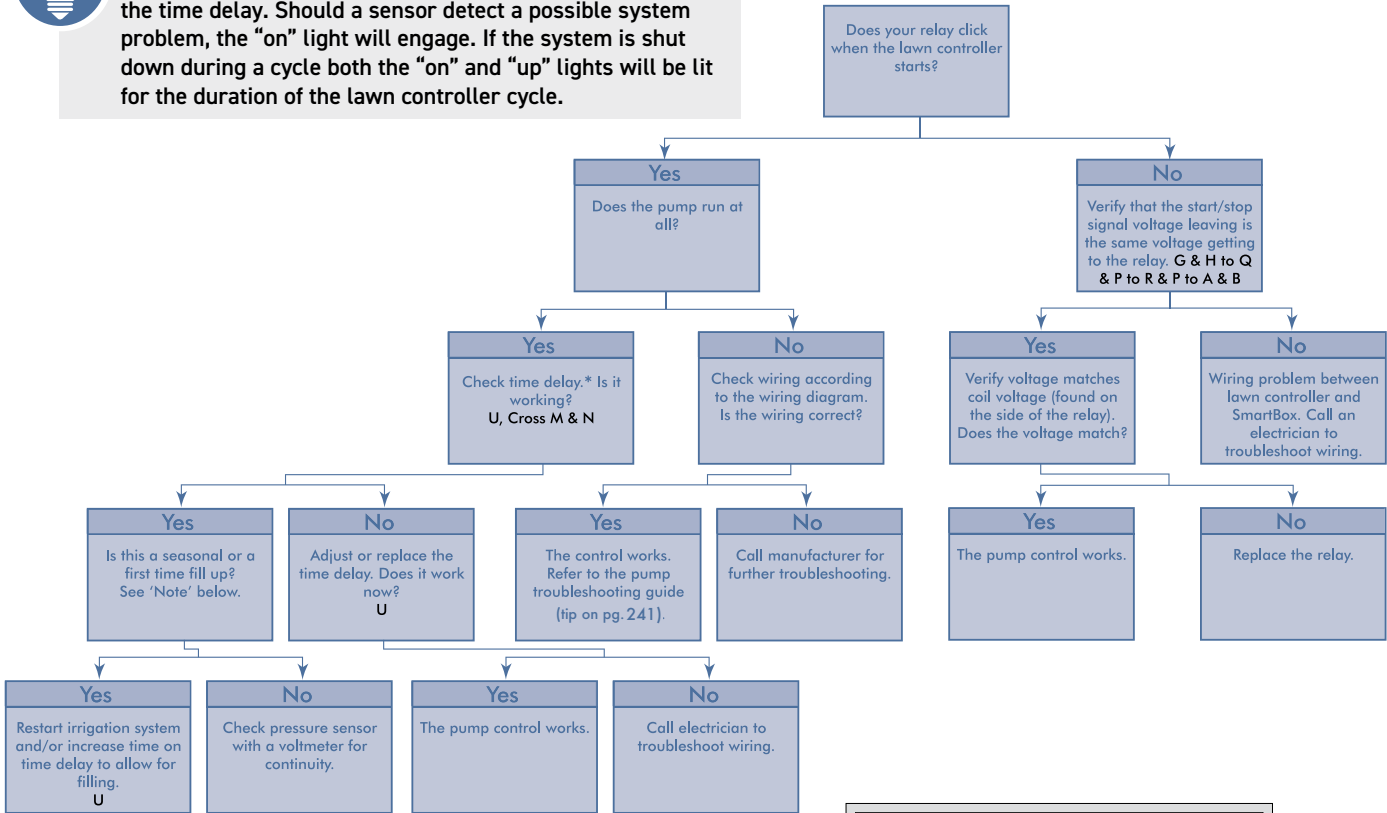 the time delay. Should a sensor detect a possible system
problem, the “on” light will engage. If the system is shut
down during a cycle both the “on” and “up” lights will be lit
for the duration of the lawn controller cycle.
Does your relay click
when the lawn controller
starts?
Yes
Does the pump run at
all?
No
Verify that the start/stop
signal voltage leaving is
the same voltage getting
to the relay. G & H to Q
& P to R & P to A & B
Yes
Check time delay.* Is it
working?
U, Cross M & N
No
Check wiring according
to the wiring diagram.
Is the wiring correct?
Yes
Verify voltage matches
coil voltage (found on
the side of the relay).
Does the voltage match?
No
Wiring problem between
lawn controller and
SmartBox. Call an
electrician to
troubleshoot wiring.
Yes
Is this a seasonal or a
first time fill up?
See ‘Note’ below.
No
Adjust or replace the
time delay. Does it work
now?
U
Yes
The control works.
Refer to the pump
troubleshooting guide
(tip on pg. 241).
No
Call manufacturer for
further troubleshooting.
Yes
The pump control works.
No
Replace the relay.
Yes
Restart irrigation system
and/or increase time on
time delay to allow for
filling.
U
No
Check pressure sensor
with a voltmeter for
continuity.
Yes
The pump control works.
No
Call electrician to
troubleshoot wiring.